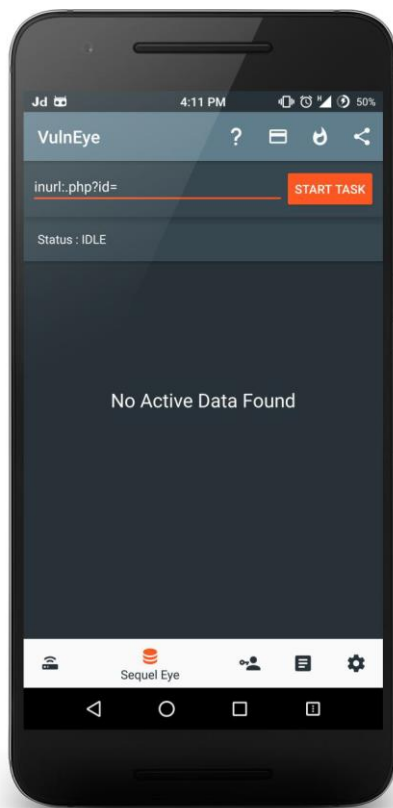 Jd 4:11 PM H 50%
VulnEye ?
inurl:.php?id= START TASK
Status : IDLE
No Active Data Found
Sequel Eye